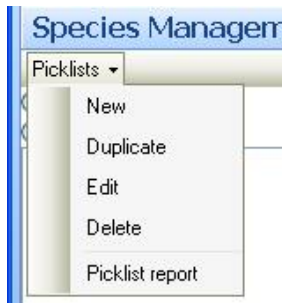 Species Managem
Picklists
New
Duplicate
Edit
Delete
Picklist report